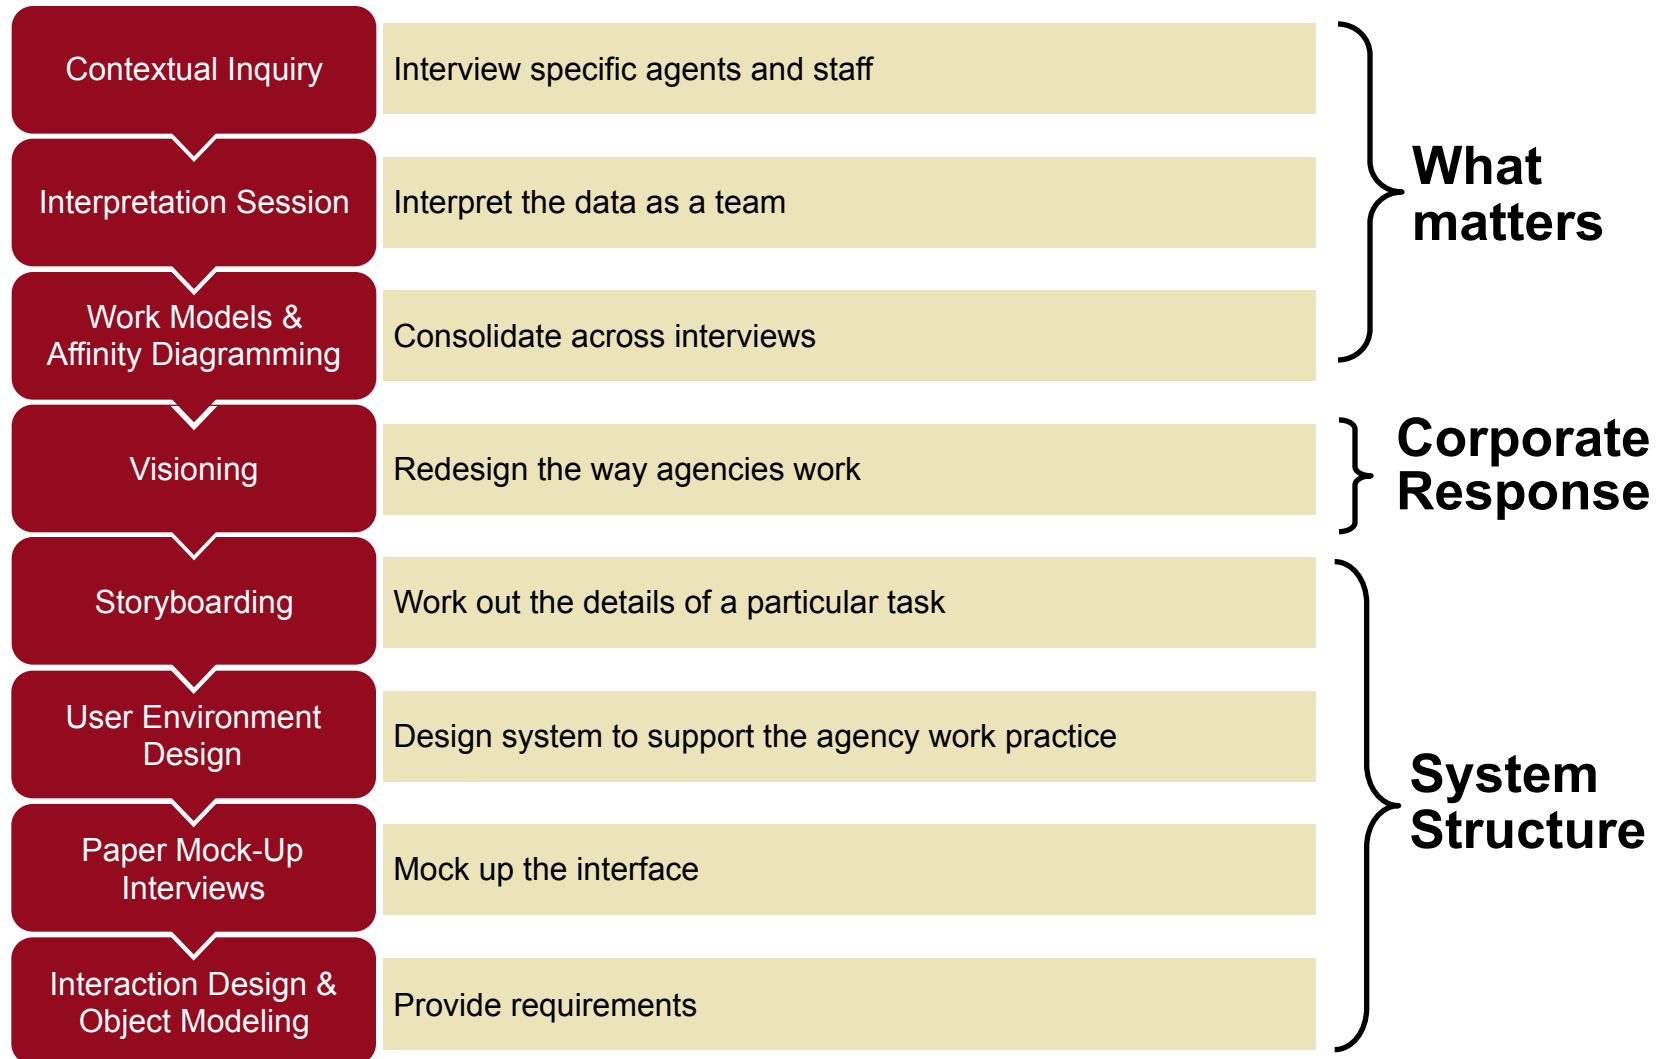 Contextual Inquiry
Interview specific agents and staff
Interpretation Session
Interpret the data as a team
Work Models &
Affinity Diagramming
Consolidate across interviews
What
matters
Visioning
Redesign the way agencies work
Corporate
Response
Storyboarding
Work out the details of a particular task
User Environment
Design
Design system to support the agency work practice
Paper Mock-Up
Interviews
Mock up the interface
Interaction Design &
Object Modeling
Provide requirements
System
Structure